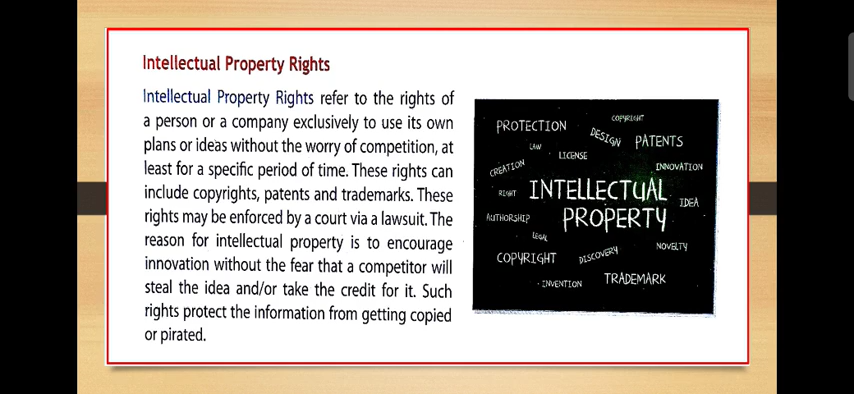 Intellectual Property Rights
Intellectual Property Rights refer to the rights of
a person or a company exclusively to use its own
plans or ideas without the worry of competition, at
least for a specific period of time. These rights can
include copyrights, patents and trademarks. These
rights may be enforced by a court via a lawsuit. The
reason for intellectual property is to encourage
innovation without the fear that a competitor will
steal the idea and/or take the credit for it. Such
rights protect the information from getting copied
or pirated.
COPYRIGHT
PROTECTION
DESIGN
PATENTS
LAW
LICENSE
CREATION
INNOVATION
RIGHT
INTELLECTUAL
PROPERTY
IDEA
AUTHORSHIP
LEGAL
NOVELTY
COPYRIGHT
DISCOVERY
TRADEMARK
INVENTION